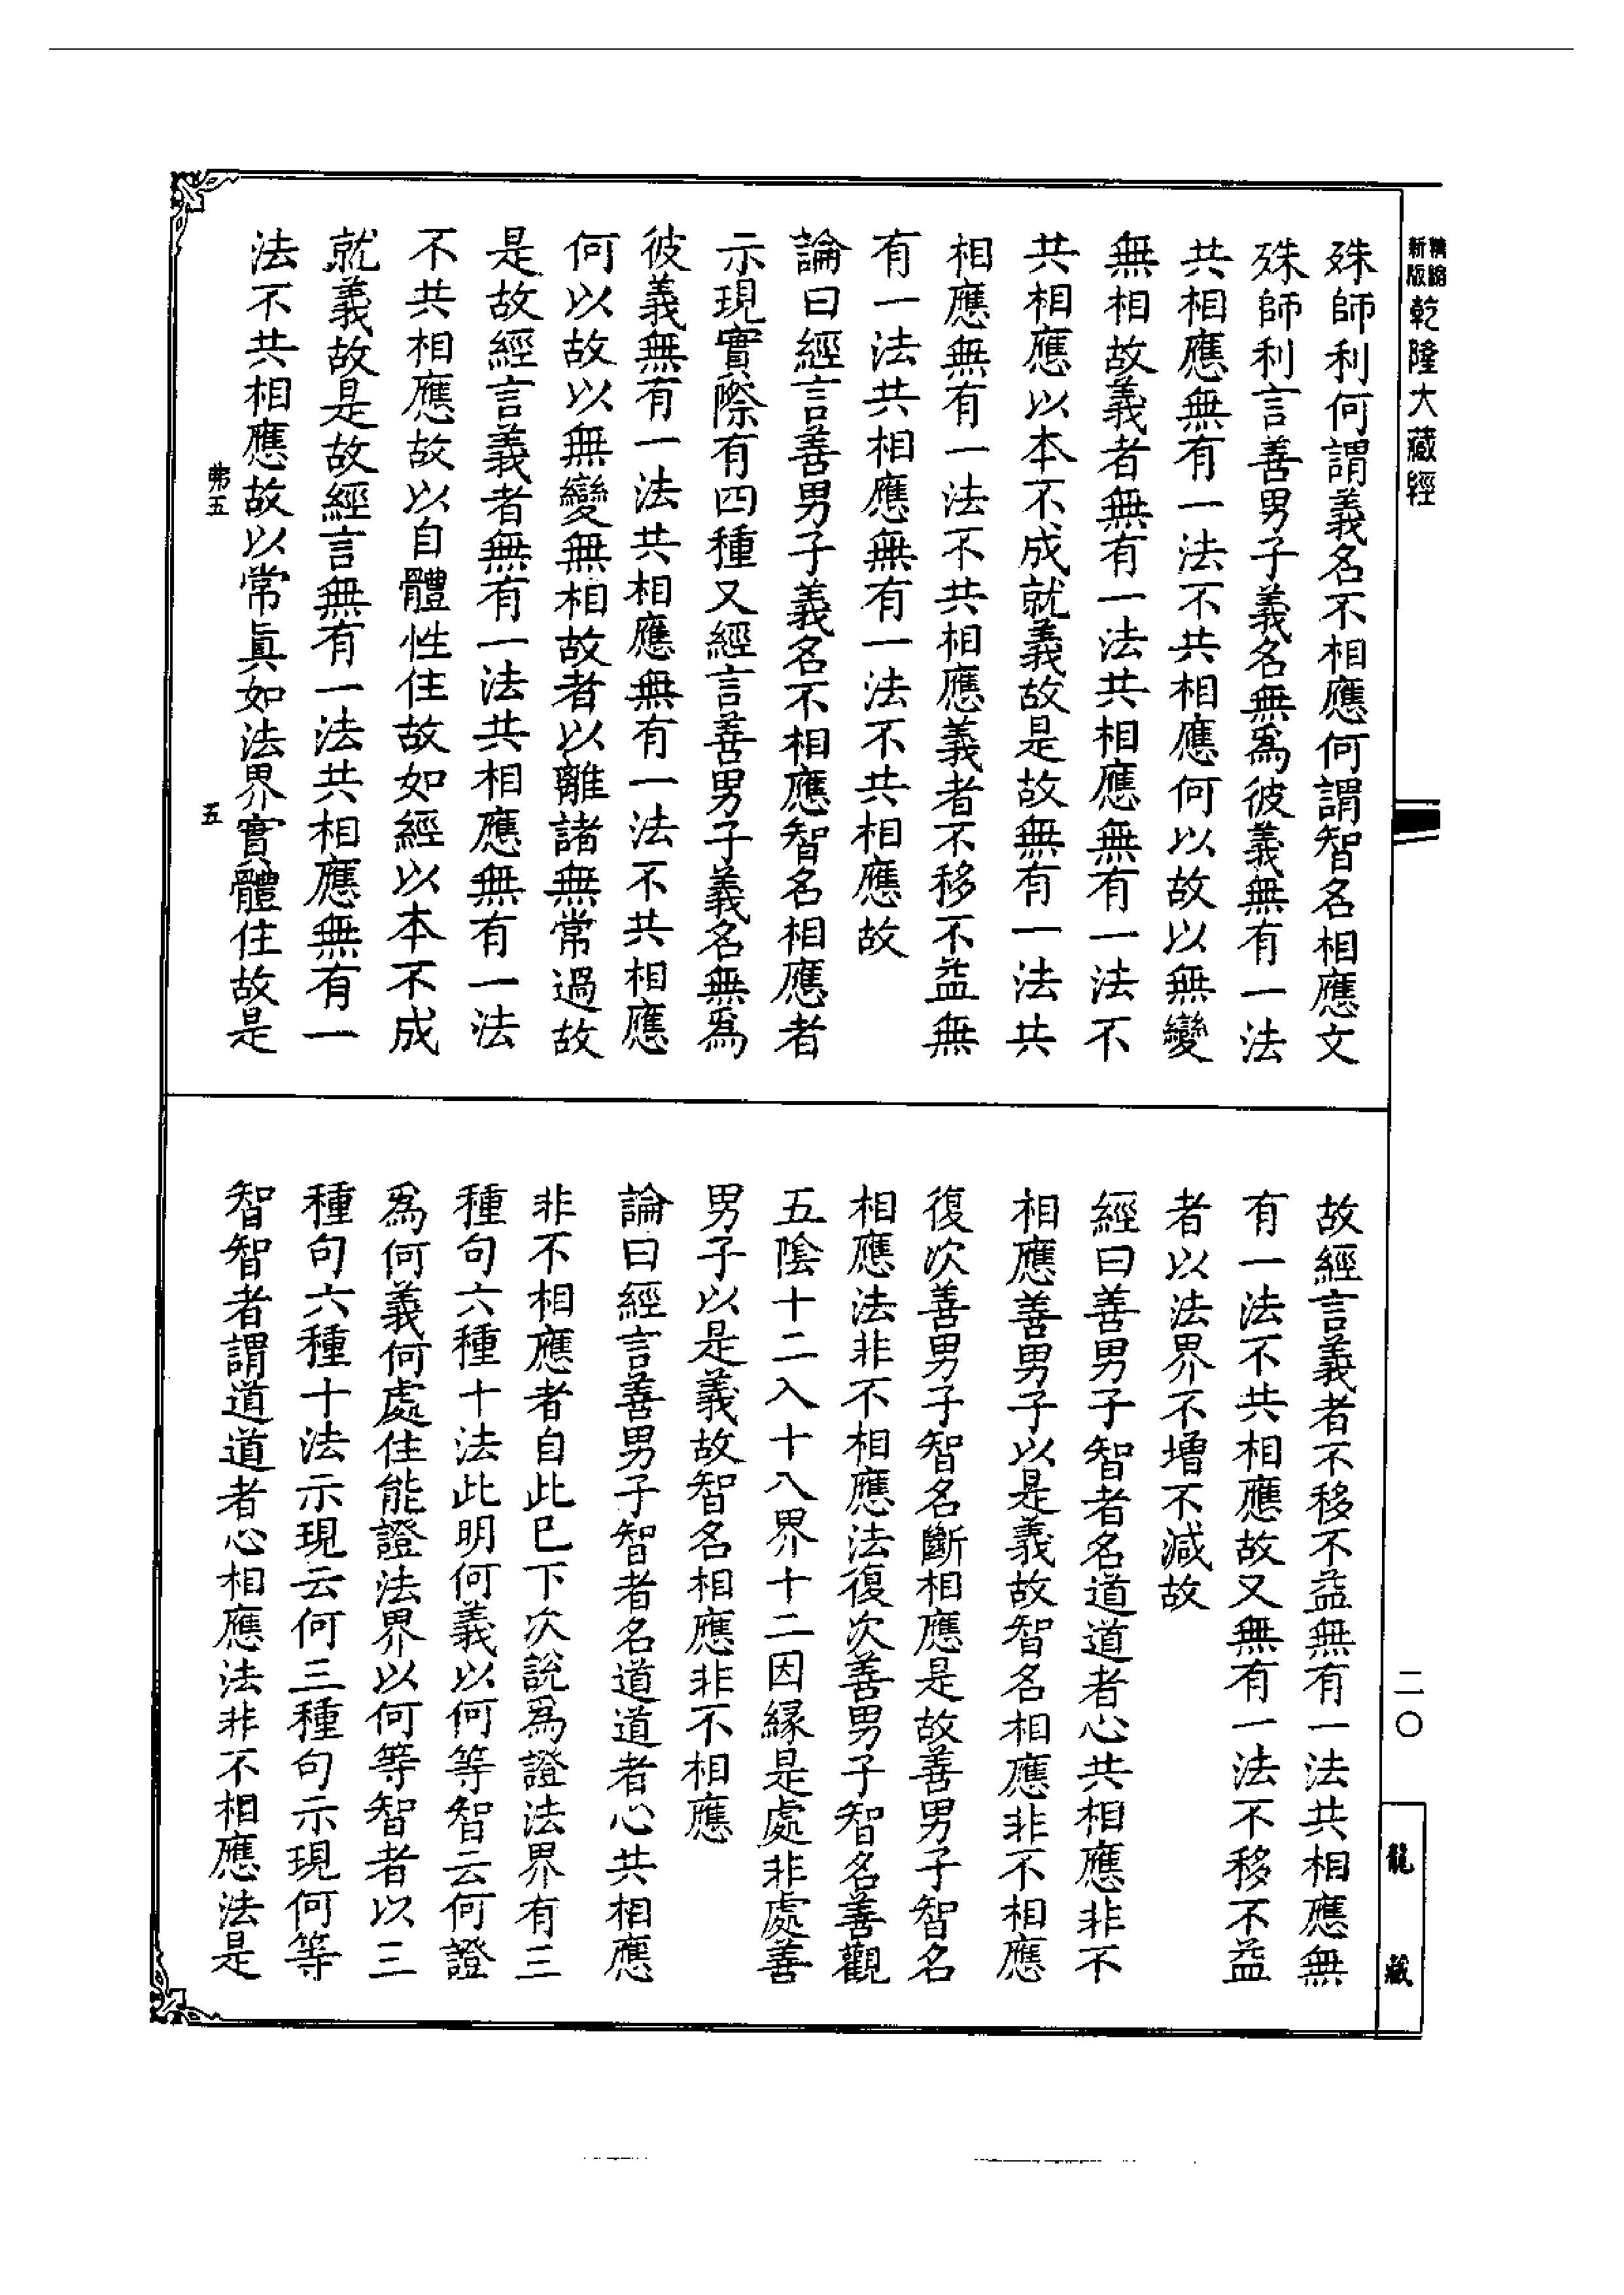 新版精縮乾隆大藏經
殊師利何謂義名不相應何謂智名相應文
殊師利言善男子義名無爲彼義無有一法
共相應無有一法不共相應何以故以無變
無相故義者無有一法共相應無有一法不
共相應以本不成就義故是故無有一法共
相應無有一法不共相應義者不移不益無
有一法共相應無有一法不共相應故
論曰經言善男子義名不相應智名相應者
示現實際有四種又經言善男子義名無爲
彼義無有一法共相應無有一法不共相應
何以故以無變無相故者以離諸無常過故
是故經言義者無有一法共相應無有一法
不共相應故以自體性住故如經以本不成
就義故是故經言無有一法共相應無有一
法不共相應故以常眞如法界實體住故是
弗五
五
故經言義者不移不益無有一法共相應無
有一法不共相應故又無有一法不移不益
者以法界不增不減故
經曰善男子智者名道道者心共相應非不
相應善男子以是義故智名相應非不相應
復次善男子智名斷相應是故善男子智名
相應法非不相應法復次善男子智名善觀
五陰十二入十八界十二因緣是處非處善
男子以是義故智名相應非不相應
論曰經言善男子智者名道道者心共相應
非不相應者自此巳下次說爲證法界有三
種句六種十法此明何義以何等智云何證
爲何義何處住能證法界以何等智者以三
種句六種十法示現云何三種句示現何等
智智者謂道道者心相應法非不相應法是
二〇
龍藏